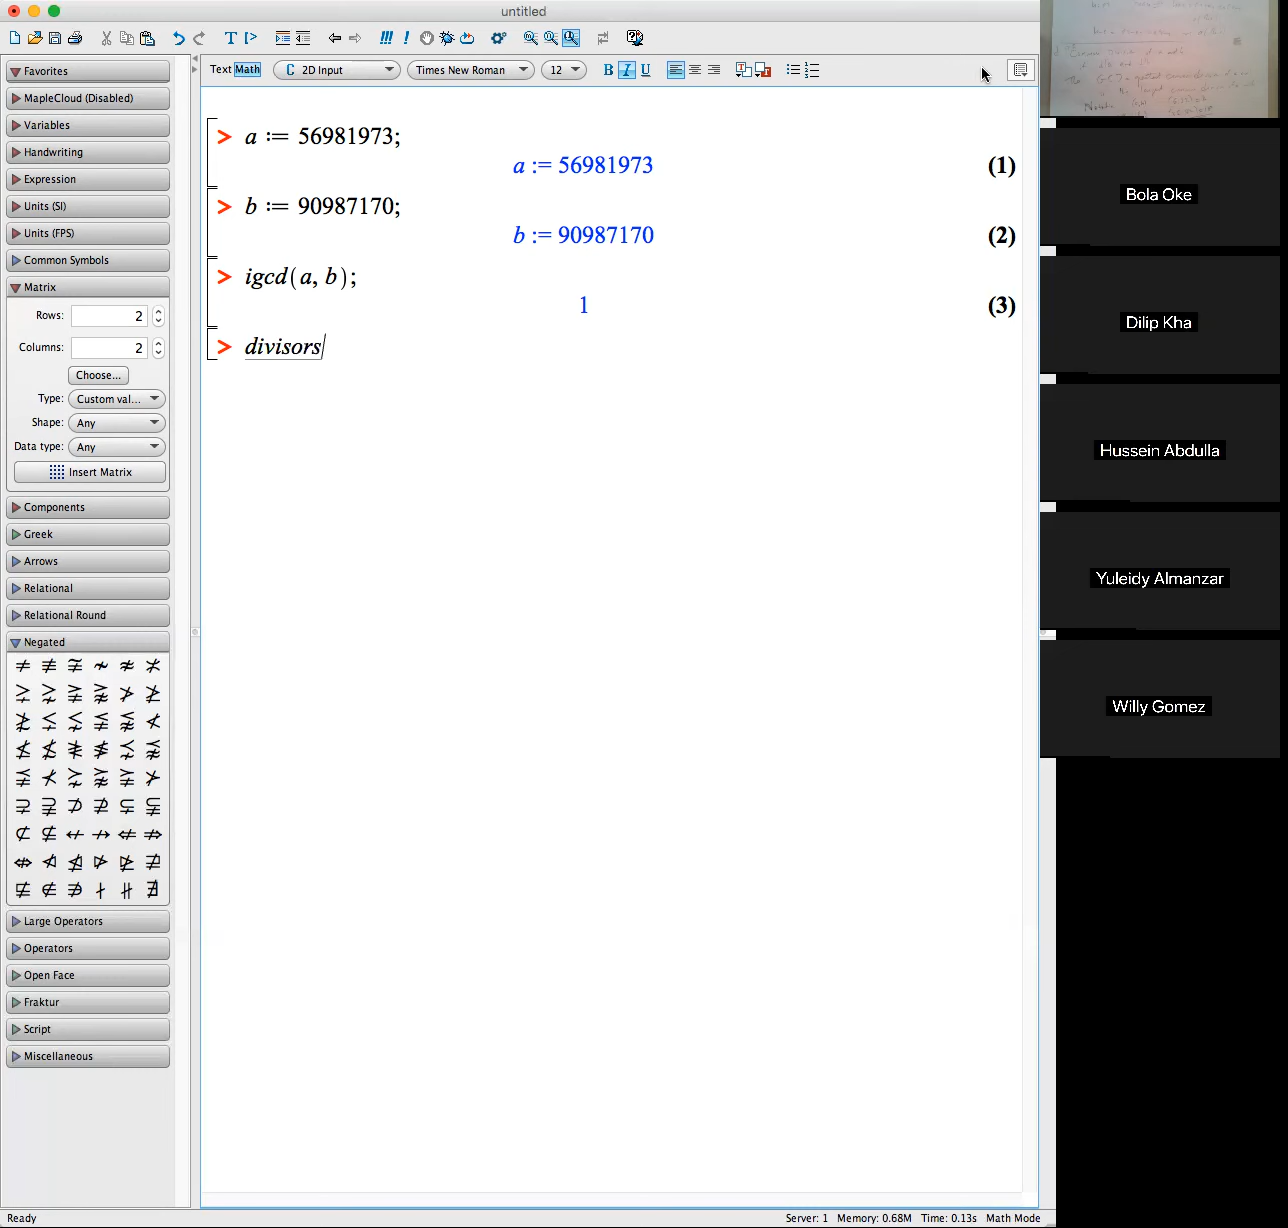 untitled
Text Math C 2D Input Times New Roman 12 B I U
Favorites
MapleCloud (Disabled)
Variables
Handwriting
Expression
Units (SI)
Units (FPS)
Common Symbols
Matrix
Rows: 2
Columns: 2
Choose...
Type: Custom val...
Shape: Any
Data type: Any
Insert Matrix
Components
Greek
Arrows
Relational
Relational Round
Negated
Large Operators
Operators
Open Face
Fraktur
Script
Miscellaneous
> a := 56981973;
a := 56981973 (1)
> b := 90987170;
b := 90987170 (2)
> igcd(a, b);
1 (3)
> divisors
Bola Oke
Dilip Kha
Hussein Abdulla
Yuleidy Almanzar
Willy Gomez
Ready
Server: 1 Memory: 0.68M Time: 0.13s Math Mode